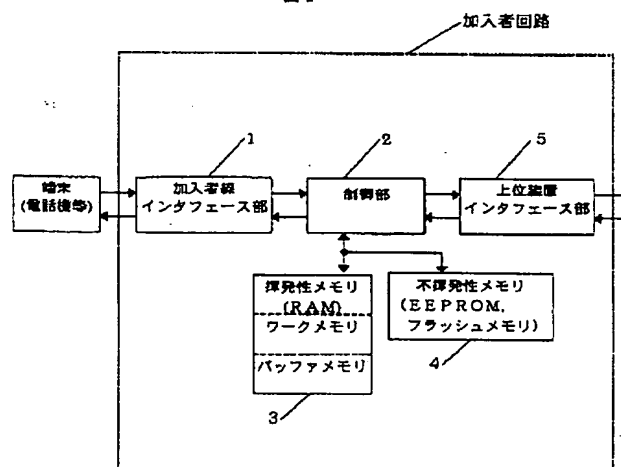 加入者回路
1
2
5
端末
(電話機等)
加入者線
インタフェース部
制御部
上位装置
インタフェース部
揮発性メモリ
(RAM)
ワークメモリ
バッファメモリ
不揮発性メモリ
(EEPROM,
フラッシュメモリ)
3
4